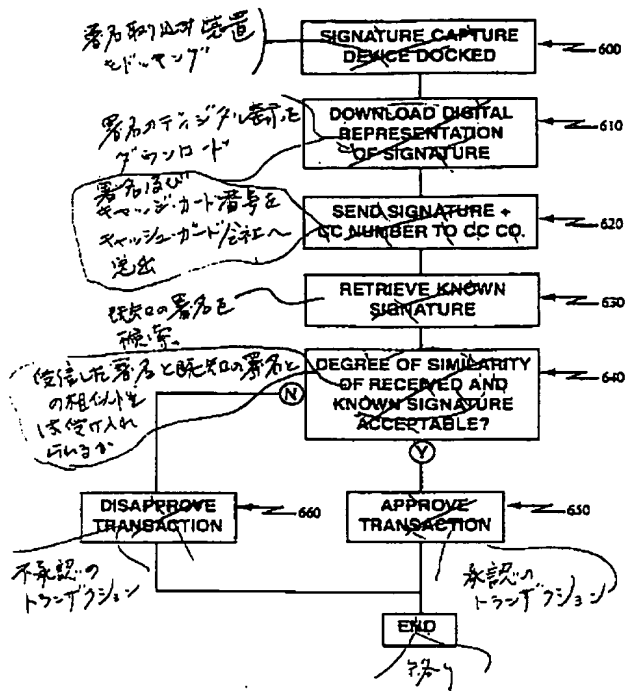 署名取り込み装置
をドッキング
SIGNATURE CAPTURE
DEVICE DOCKED
600
署名のディジタル表示を
ダウンロード
DOWNLOAD DIGITAL
REPRESENTATION
OF SIGNATURE
610
署名及び
キャッシュ・カード番号を
キャッシュ・カード会社へ
送出
SEND SIGNATURE +
CC NUMBER TO CC CO.
620
既知の署名を
検索
RETRIEVE KNOWN
SIGNATURE
630
受信した署名と既知の署名と
の相似性
は受け入れ
られるか
DEGREE OF SIMILARITY
OF RECEIVED AND
KNOWN SIGNATURE
ACCEPTABLE?
640
N
Y
DISAPPROVE
TRANSACTION
660
APPROVE
TRANSACTION
650
不承認の
トランザクション
承認の
トランザクション
END
終り